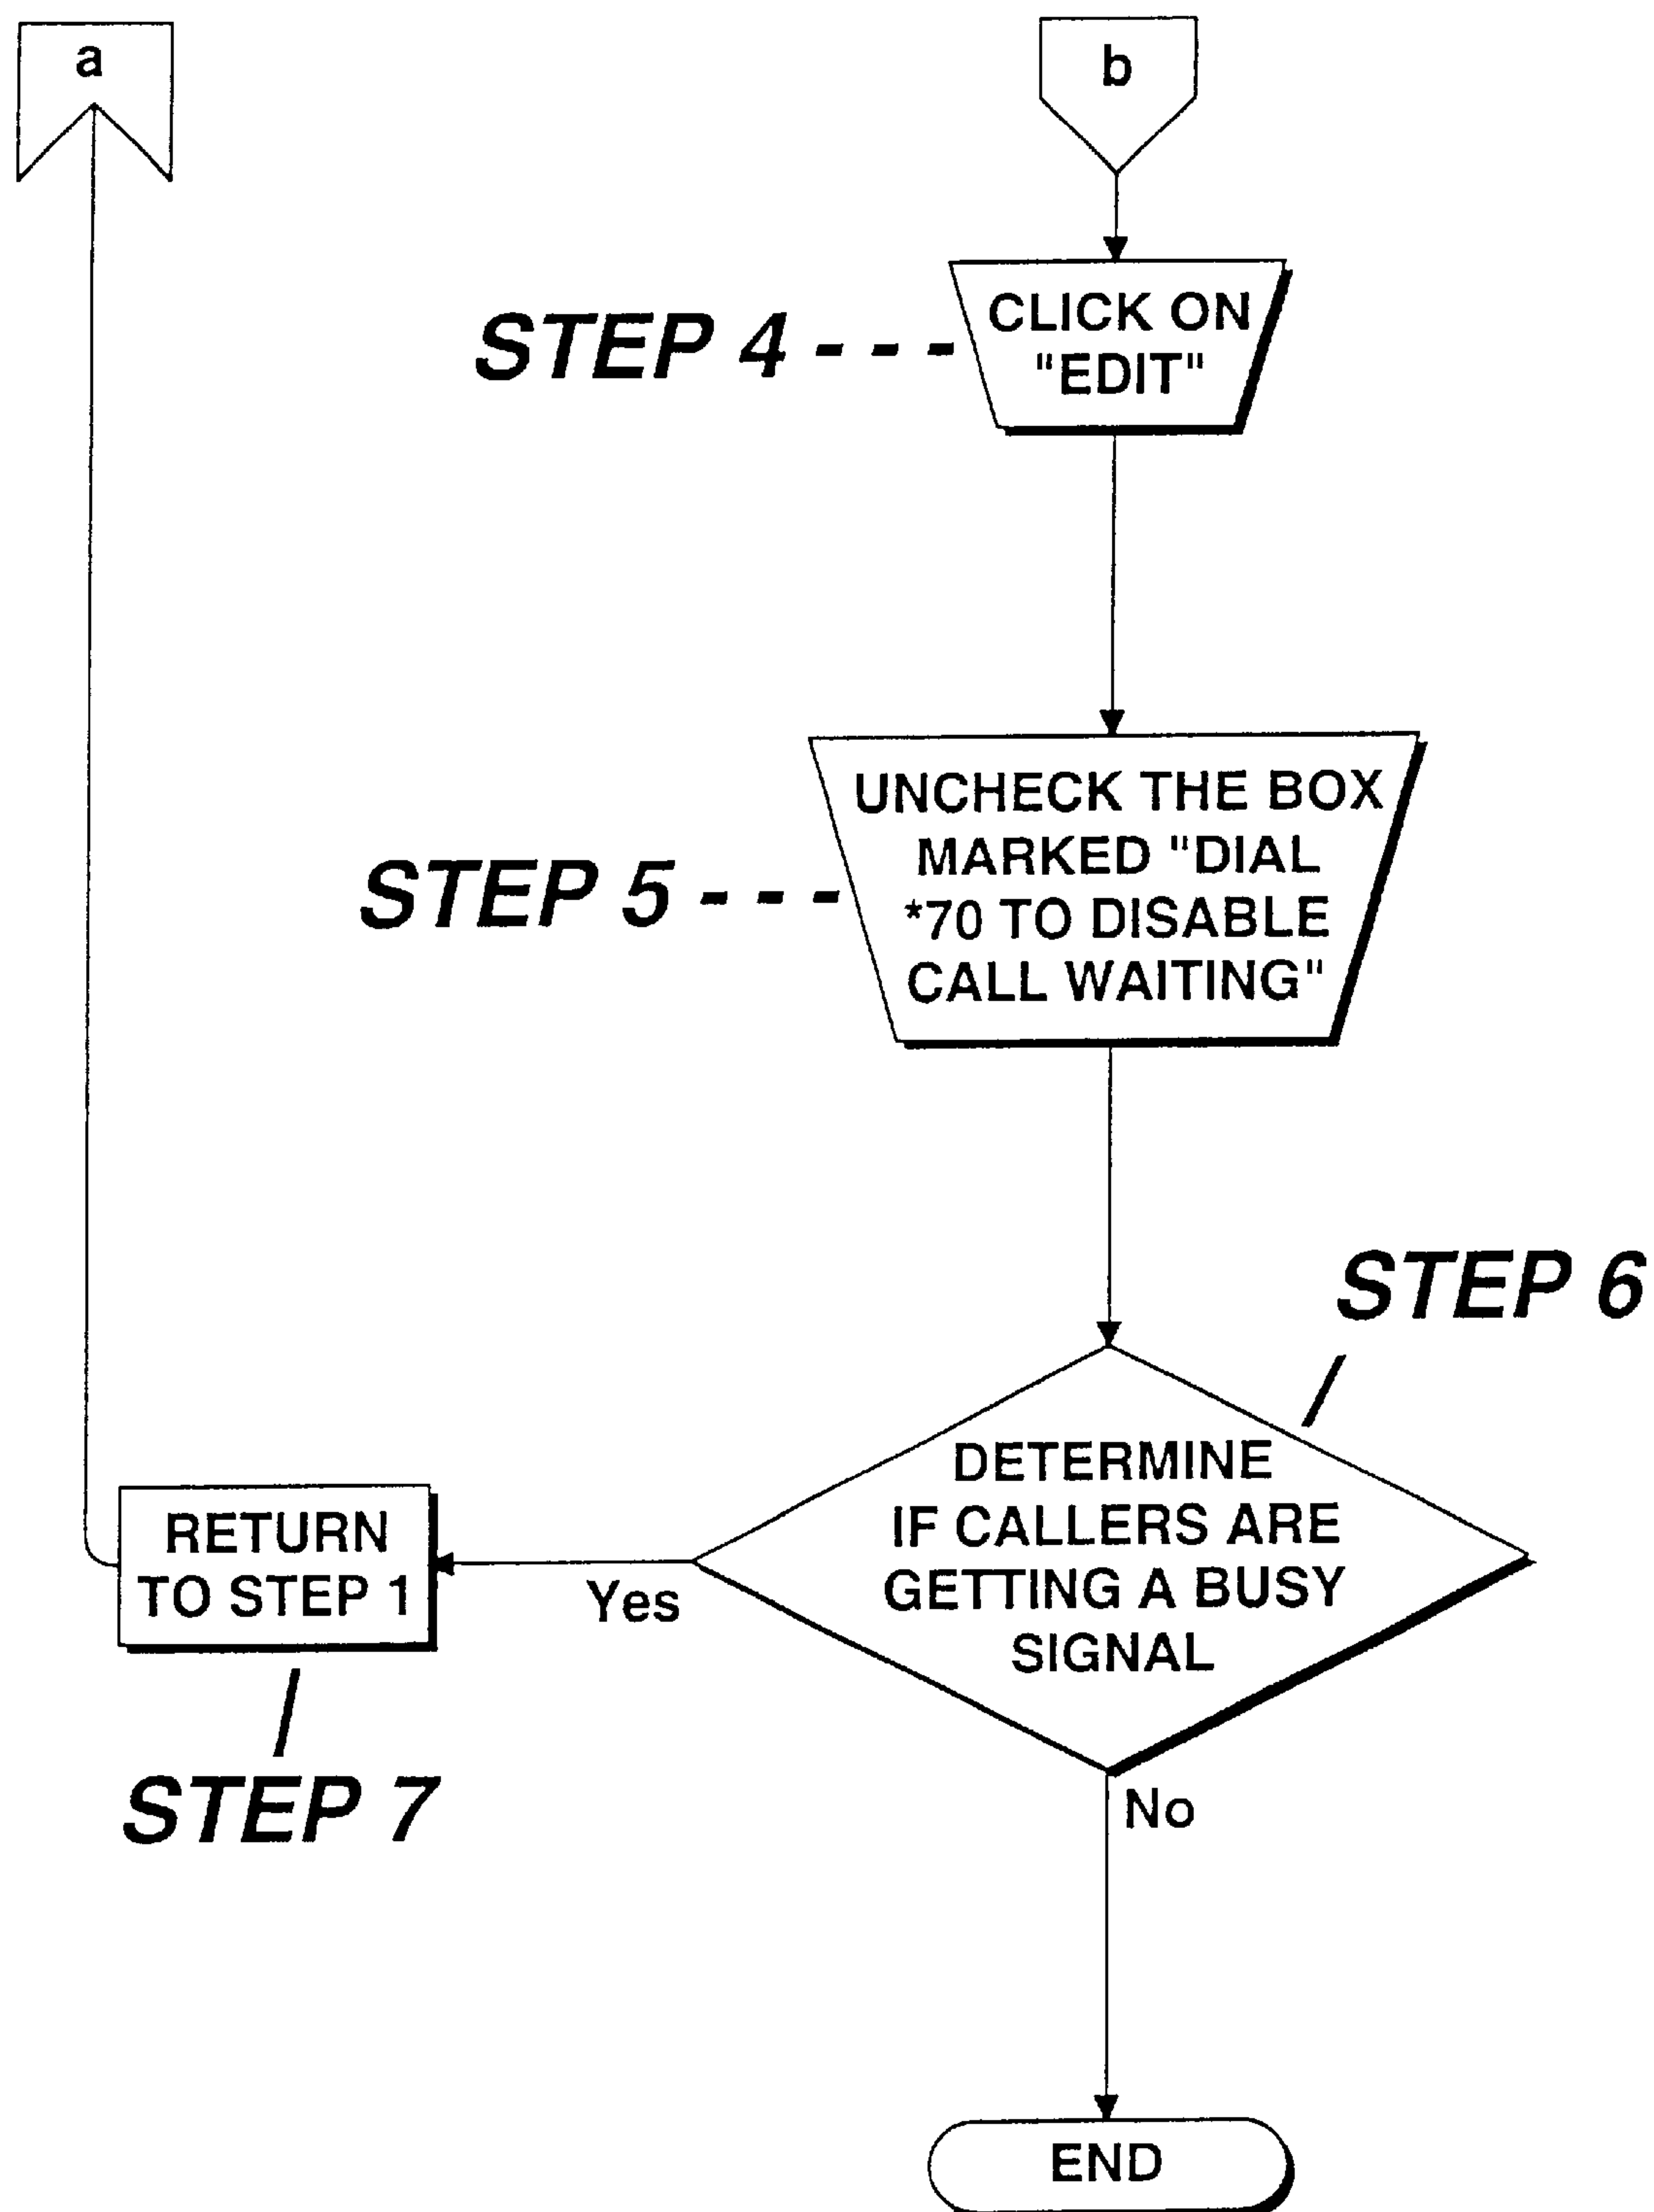 a
b
STEP 4 - - -
CLICK ON
"EDIT"
STEP 5 - - -
UNCHECK THE BOX
MARKED "DIAL
*70 TO DISABLE
CALL WAITING"
STEP 6
DETERMINE
IF CALLERS ARE
GETTING A BUSY
SIGNAL
Yes
RETURN
TO STEP 1
STEP 7
No
END